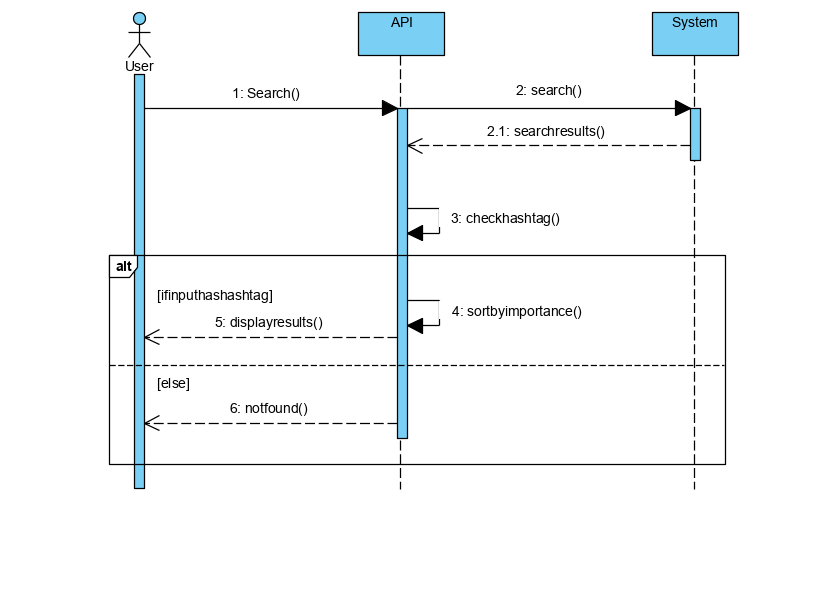 API
System
User
1: Search()
2: search()
2.1: searchresults()
3: checkhashtag()
alt
[ifinputhashashtag]
4: sortbyimportance()
5: displayresults()
[else]
6: notfound()